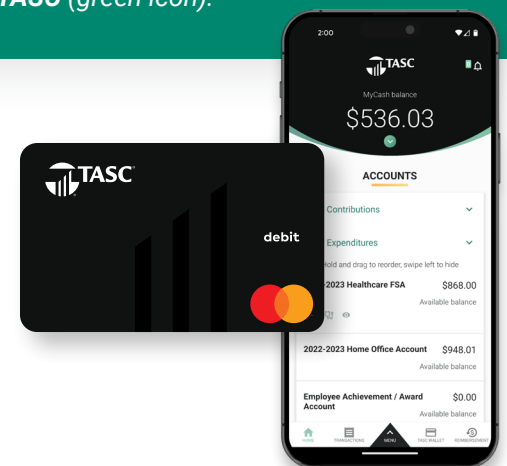 TASC (green icon).
TASC
debit
2:00
TASC
MyCash balance
$536.03
ACCOUNTS
Contributions
Expenditures
Hold and drag to reorder, swipe left to hide
-2023 Healthcare FSA $868.00
Available balance
2022-2023 Home Office Account $948.01
Available balance
Employee Achievement / Award Account $0.00
Available balance
HOME TRANSACTIONS MENU TASC WALLET REIMBURSEMENT